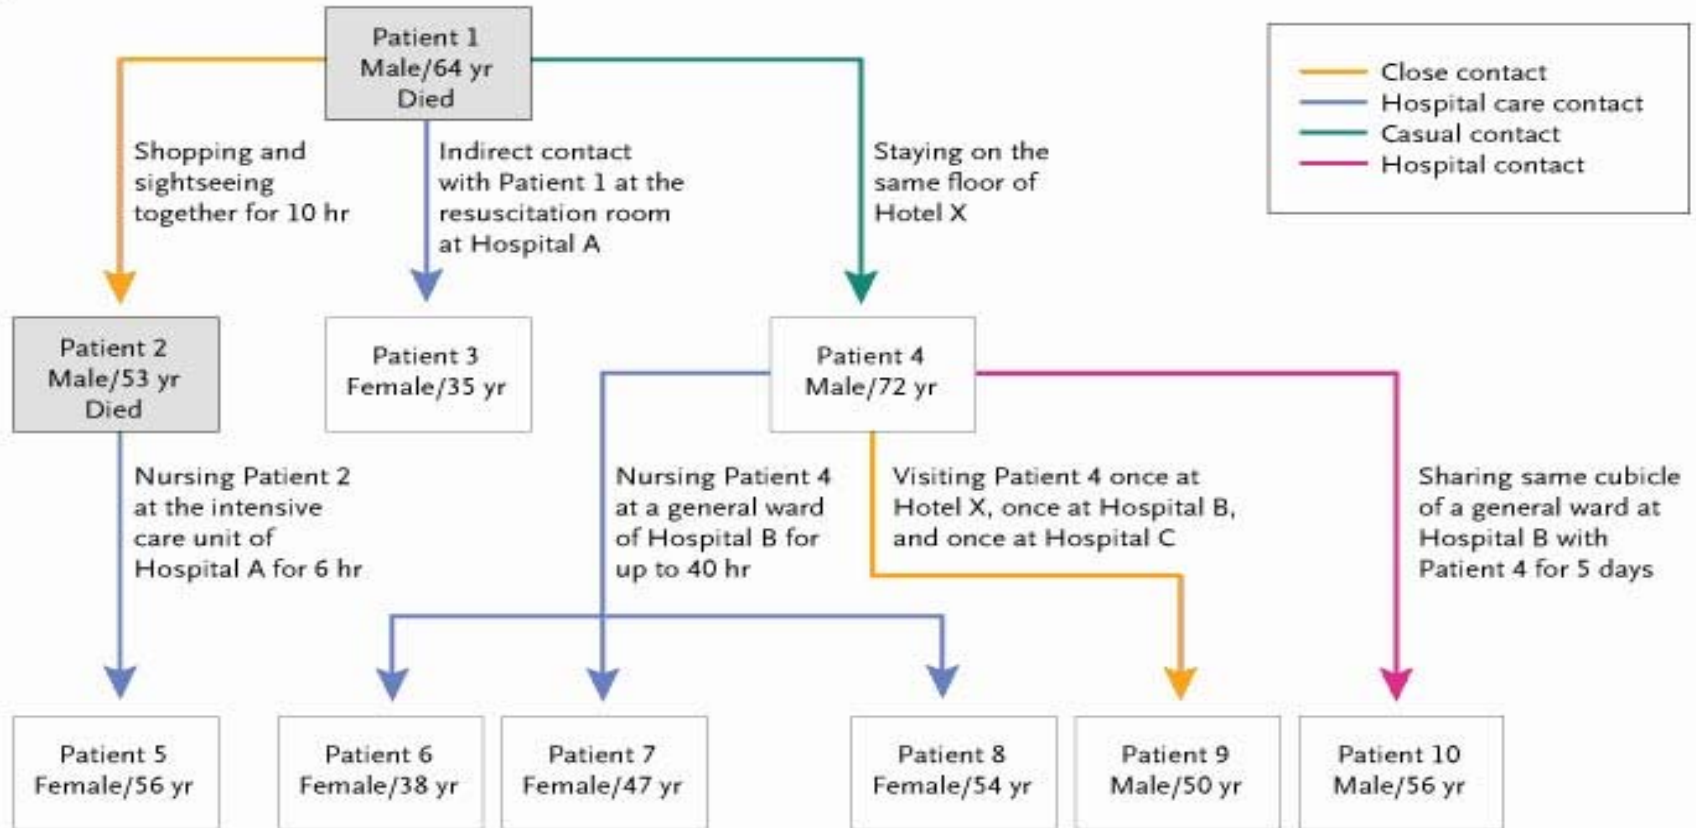 Patient 1
Male/64 yr
Died
Close contact
Hospital care contact
Casual contact
Hospital contact
Shopping and
sightseeing
together for 10 hr
Indirect contact
with Patient 1 at the
resuscitation room
at Hospital A
Staying on the
same floor of
Hotel X
Patient 2
Male/53 yr
Died
Patient 3
Female/35 yr
Patient 4
Male/72 yr
Nursing Patient 2
at the intensive
care unit of
Hospital A for 6 hr
Nursing Patient 4
at a general ward
of Hospital B for
up to 40 hr
Visiting Patient 4 once at
Hotel X, once at Hospital B,
and once at Hospital C
Sharing same cubicle
of a general ward at
Hospital B with
Patient 4 for 5 days
Patient 5
Female/56 yr
Patient 6
Female/38 yr
Patient 7
Female/47 yr
Patient 8
Female/54 yr
Patient 9
Male/50 yr
Patient 10
Male/56 yr